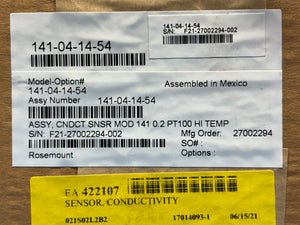 141-04-14-54
S/N: F21-27002294-002
141-04-14-54
Model-Option#
Assembled in Mexico
141-04-14-54
Assy Number 141-04-14-54
ASSY, CNDCT SNSR MOD 141 0.2 PT100 HI TEMP
S/N: F21-27002294-002 Mfg Order: 27002294
SO# :
Rosemount Options :
EA 422107
SENSOR, CONDUCTIVITY
021S02L2B2 17014093-1 06/15/21